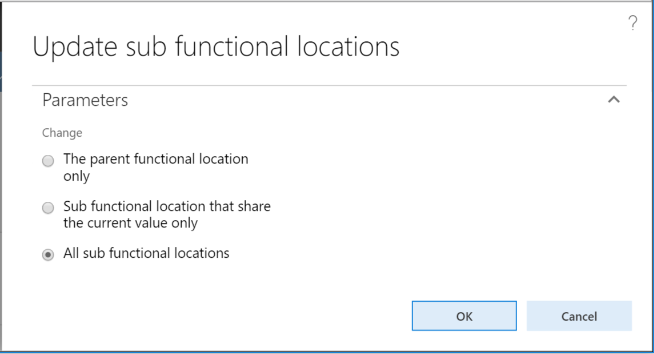 ?
Update sub functional locations
Parameters
Change
The parent functional location
only
Sub functional location that share
the current value only
All sub functional locations
OK Cancel